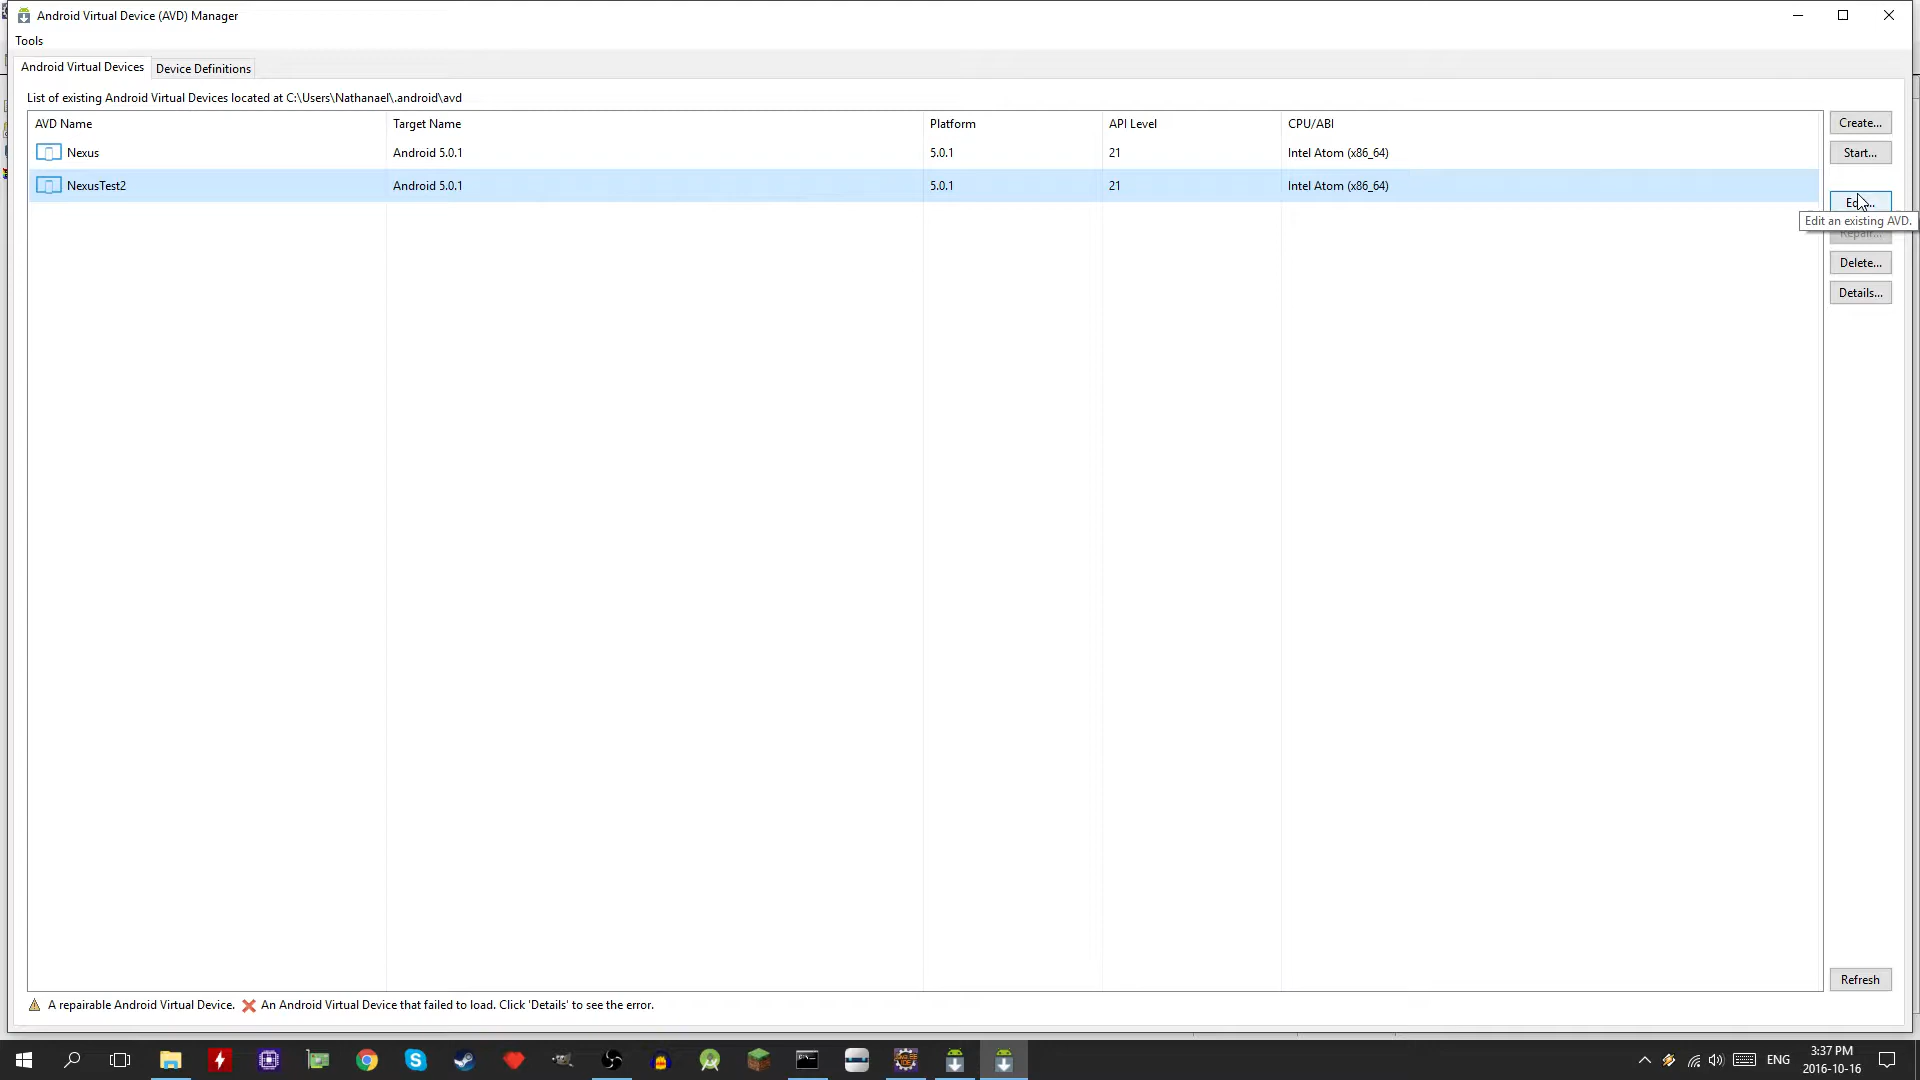 Android Virtual Device (AVD) Manager
Tools
Android Virtual Devices
Device Definitions
List of existing Android Virtual Devices located at C:\Users\Nathanael\.android\avd
AVD Name Target Name Platform API Level CPU/ABI
Nexus Android 5.0.1 5.0.1 21 Intel Atom (x86_64)
NexusTest2 Android 5.0.1 5.0.1 21 Intel Atom (x86_64)
Create...
Start...
Edit an existing AVD.
Repair...
Delete...
Details...
Refresh
A repairable Android Virtual Device. An Android Virtual Device that failed to load. Click 'Details' to see the error.
ENG
3:37 PM
2016-10-16